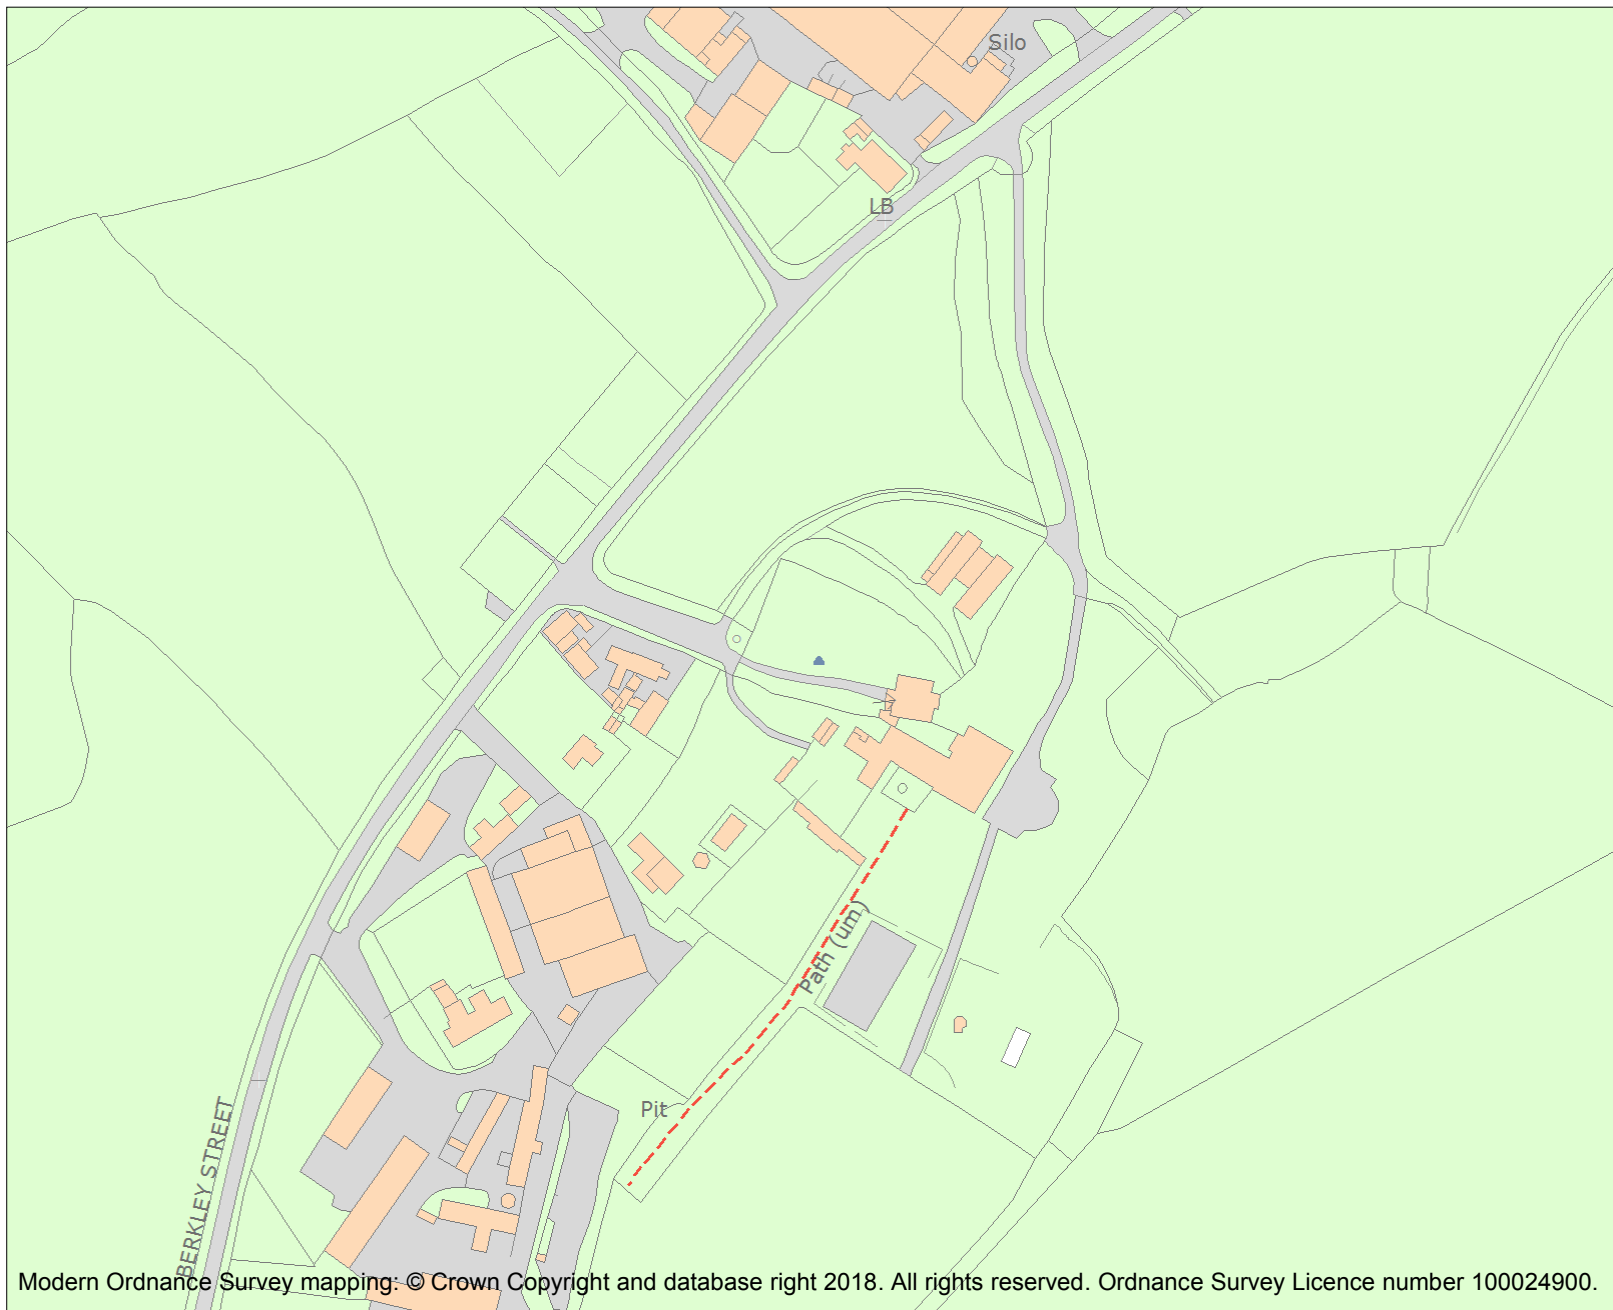 Silo
LB
Path (um)
Pit
BERKLEY STREET
Modern Ordnance Survey mapping: © Crown Copyright and database right 2018. All rights reserved. Ordnance Survey Licence number 100024900.